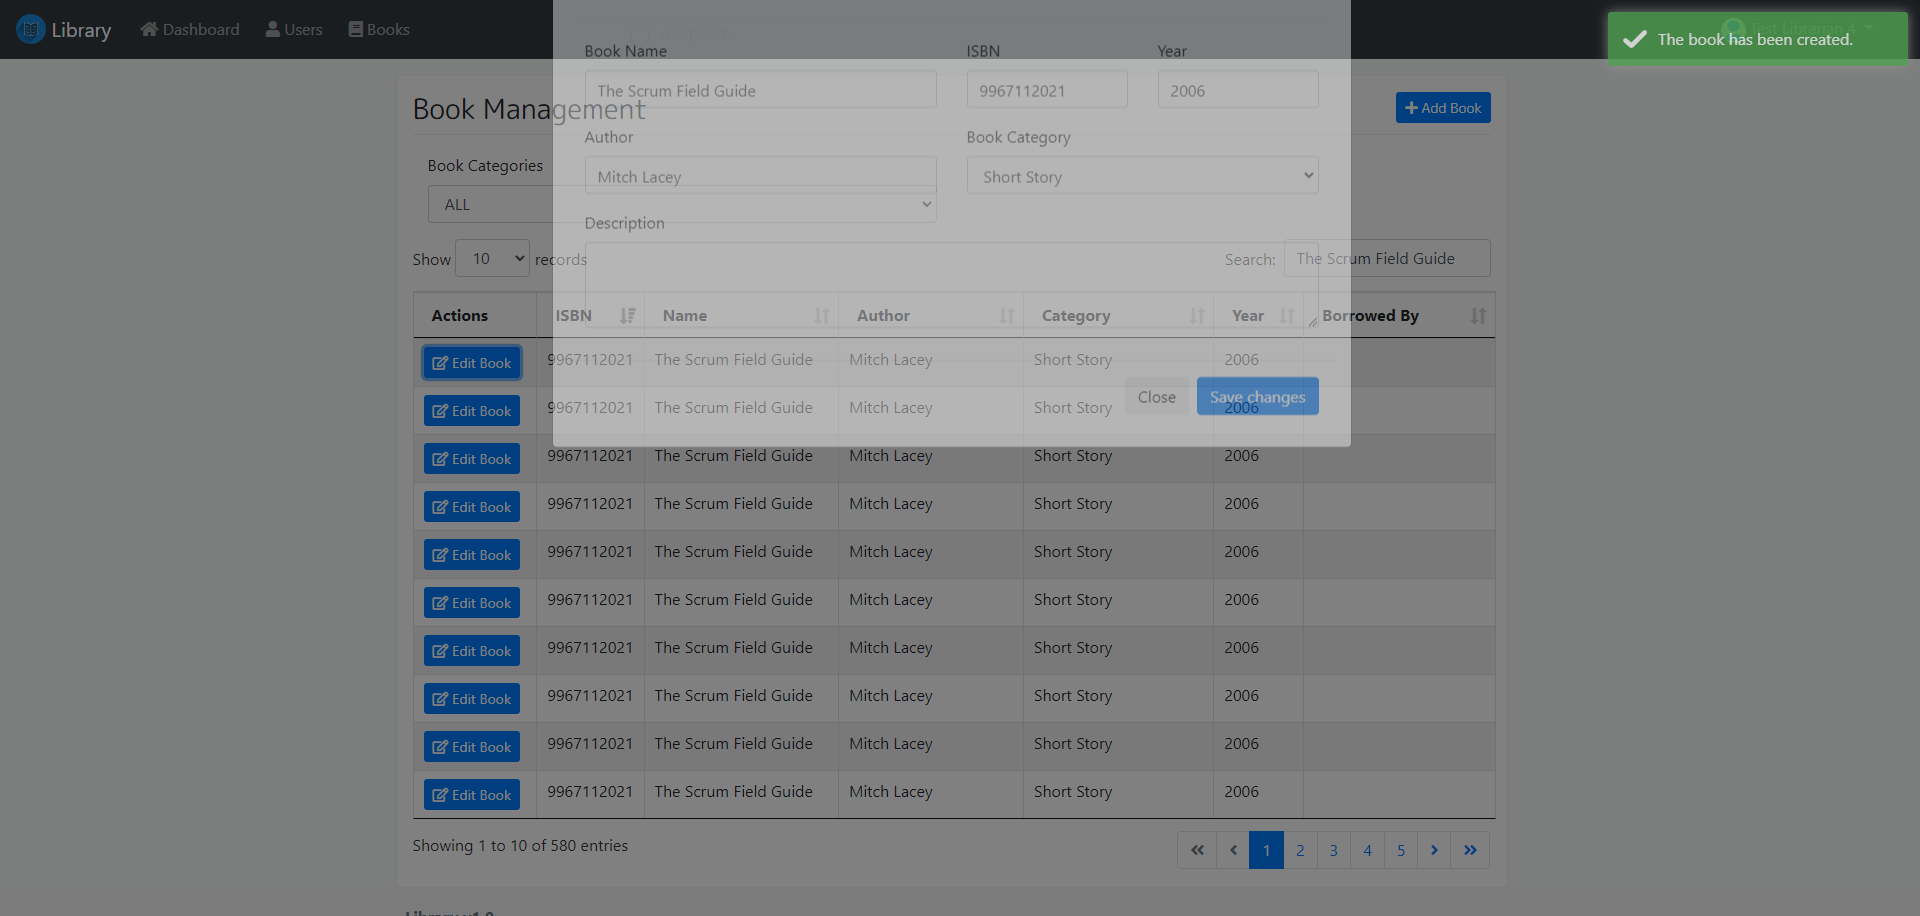 Library Dashboard Users Books Test Librarian 4
The book has been created.
Book Name ISBN Year
The Scrum Field Guide 9967112021 2006
Book Management + Add Book
Author Book Category
Mitch Lacey Short Story
Book Categories
ALL
Description
Show 10 records Search: The Scrum Field Guide
Actions ISBN Name Author Category Year Borrowed By
Edit Book 9967112021 The Scrum Field Guide Mitch Lacey Short Story 2006
Close Save changes
Edit Book 9967112021 The Scrum Field Guide Mitch Lacey Short Story 2006
Edit Book 9967112021 The Scrum Field Guide Mitch Lacey Short Story 2006
Edit Book 9967112021 The Scrum Field Guide Mitch Lacey Short Story 2006
Edit Book 9967112021 The Scrum Field Guide Mitch Lacey Short Story 2006
Edit Book 9967112021 The Scrum Field Guide Mitch Lacey Short Story 2006
Edit Book 9967112021 The Scrum Field Guide Mitch Lacey Short Story 2006
Edit Book 9967112021 The Scrum Field Guide Mitch Lacey Short Story 2006
Edit Book 9967112021 The Scrum Field Guide Mitch Lacey Short Story 2006
Edit Book 9967112021 The Scrum Field Guide Mitch Lacey Short Story 2006
Showing 1 to 10 of 580 entries « ‹ 1 2 3 4 5 › »